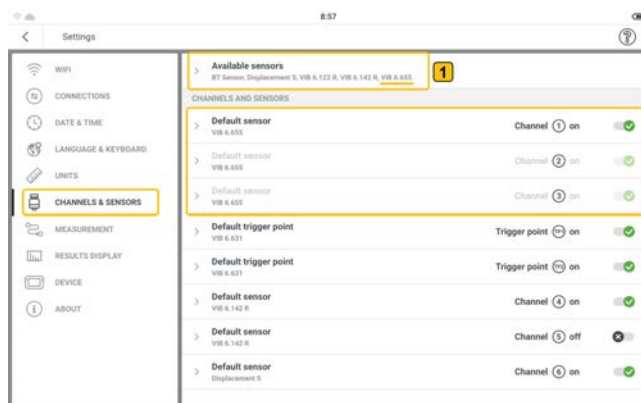 8:57
Settings
WIFI
CONNECTIONS
DATE & TIME
LANGUAGE & KEYBOARD
UNITS
CHANNELS & SENSORS
MEASUREMENT
RESULTS DISPLAY
DEVICE
ABOUT
Available sensors
BT Sensor, Displacement 5, VIB 6.122 R, VIB 6.142 R, VIB 6.655
1
CHANNELS AND SENSORS
Default sensor
VIB 6.655
Channel 1 on
Default sensor
VIB 6.655
Channel 2 on
Default sensor
VIB 6.655
Channel 3 on
Default trigger point
VIB 6.631
Trigger point TP1 on
Default trigger point
VIB 6.631
Trigger point TP2 on
Default sensor
VIB 6.142 R
Channel 4 on
Default sensor
VIB 6.142 R
Channel 5 off
Default sensor
Displacement 5
Channel 6 on